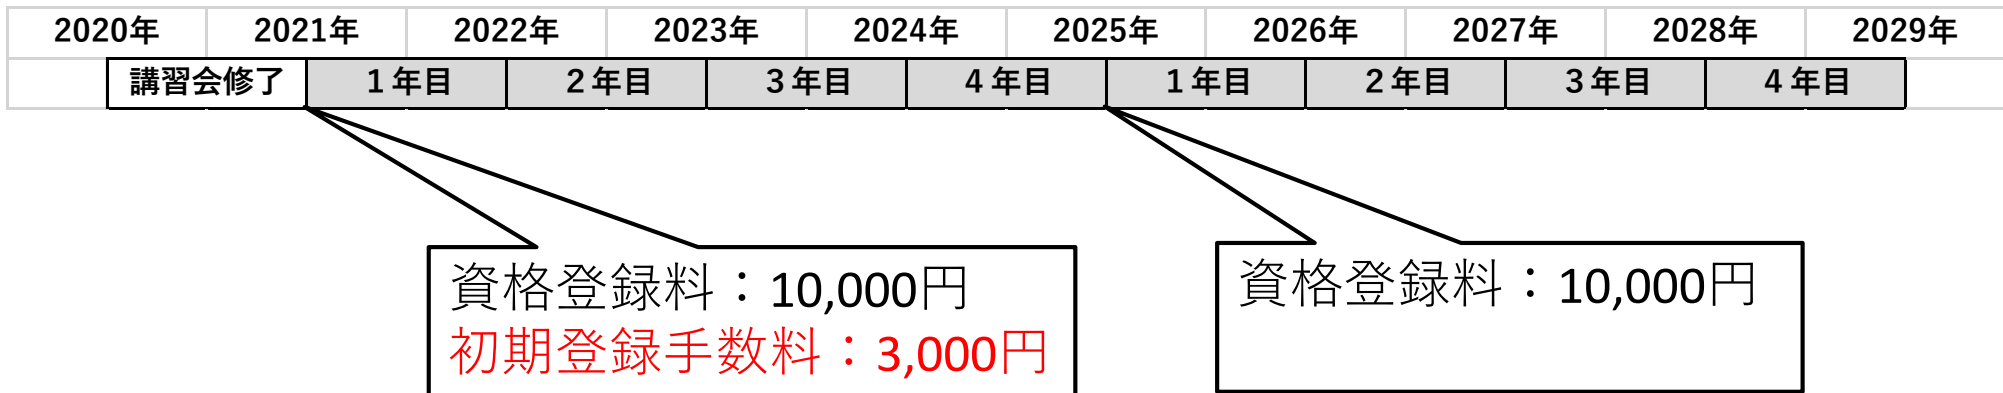 2020年 2021年 2022年 2023年 2024年 2025年 2026年 2027年 2028年 2029年
講習会修了 1年目 2年目 3年目 4年目 1年目 2年目 3年目 4年目
資格登録料：10,000円
初期登録手数料：3,000円
資格登録料：10,000円